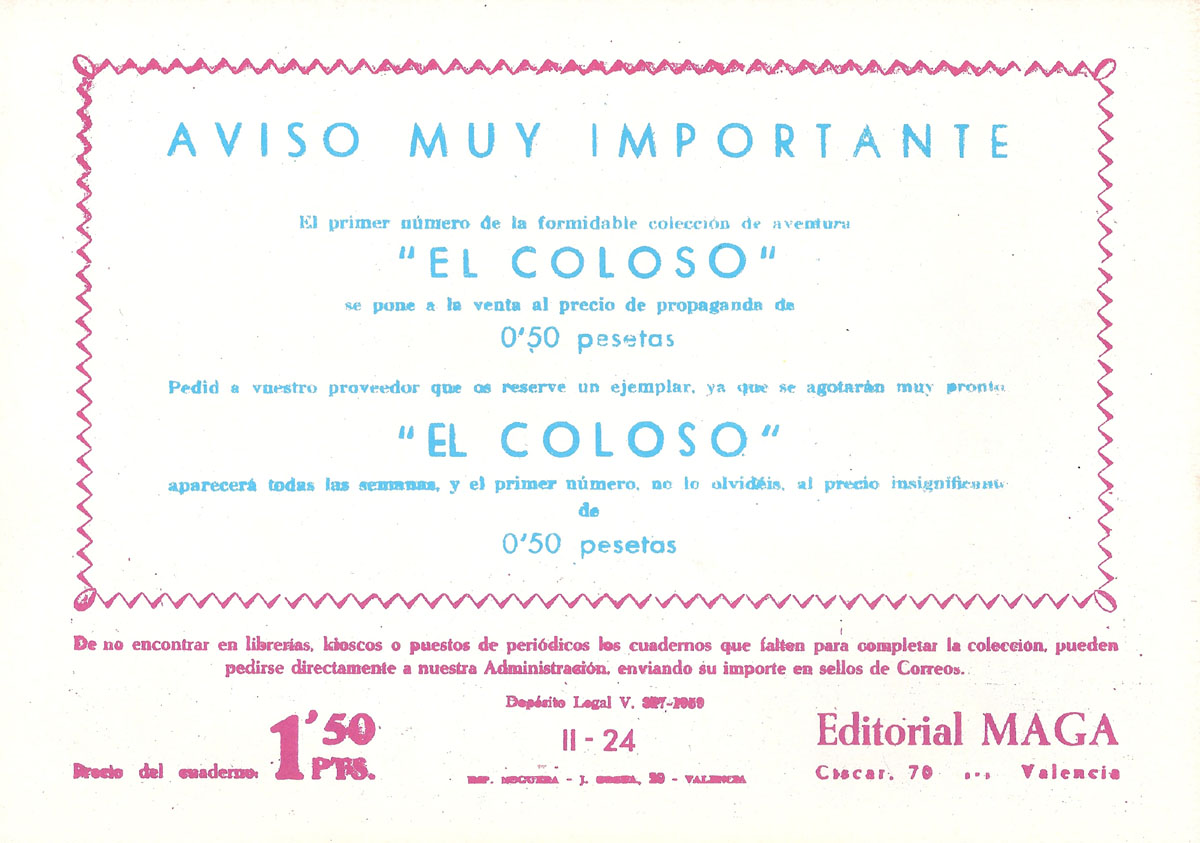 AVISO MUY IMPORTANTE
El primer número de la formidable colección de aventura
"EL COLOSO"
se pone a la venta al precio de propaganda de
0'50 pesetas
Pedid a vuestro proveedor que os reserve un ejemplar, ya que se agotarán muy pronto
"EL COLOSO"
aparecerá todas las semanas, y el primer número, no lo olvidéis, al precio insignificante
de
0'50 pesetas
De no encontrar en librerías, kioscos o puestos de periódicos los cuadernos que falten para completar la colección, pueden
pedirse directamente a nuestra Administración, enviando su importe en sellos de Correos.
Depósito Legal V. 1959
II - 24
IMP. NOGUERA - J. - VALENCIA
Precio del cuaderno: 1'50 PTS.
Editorial MAGA
Ciscar, 70 ... Valencia